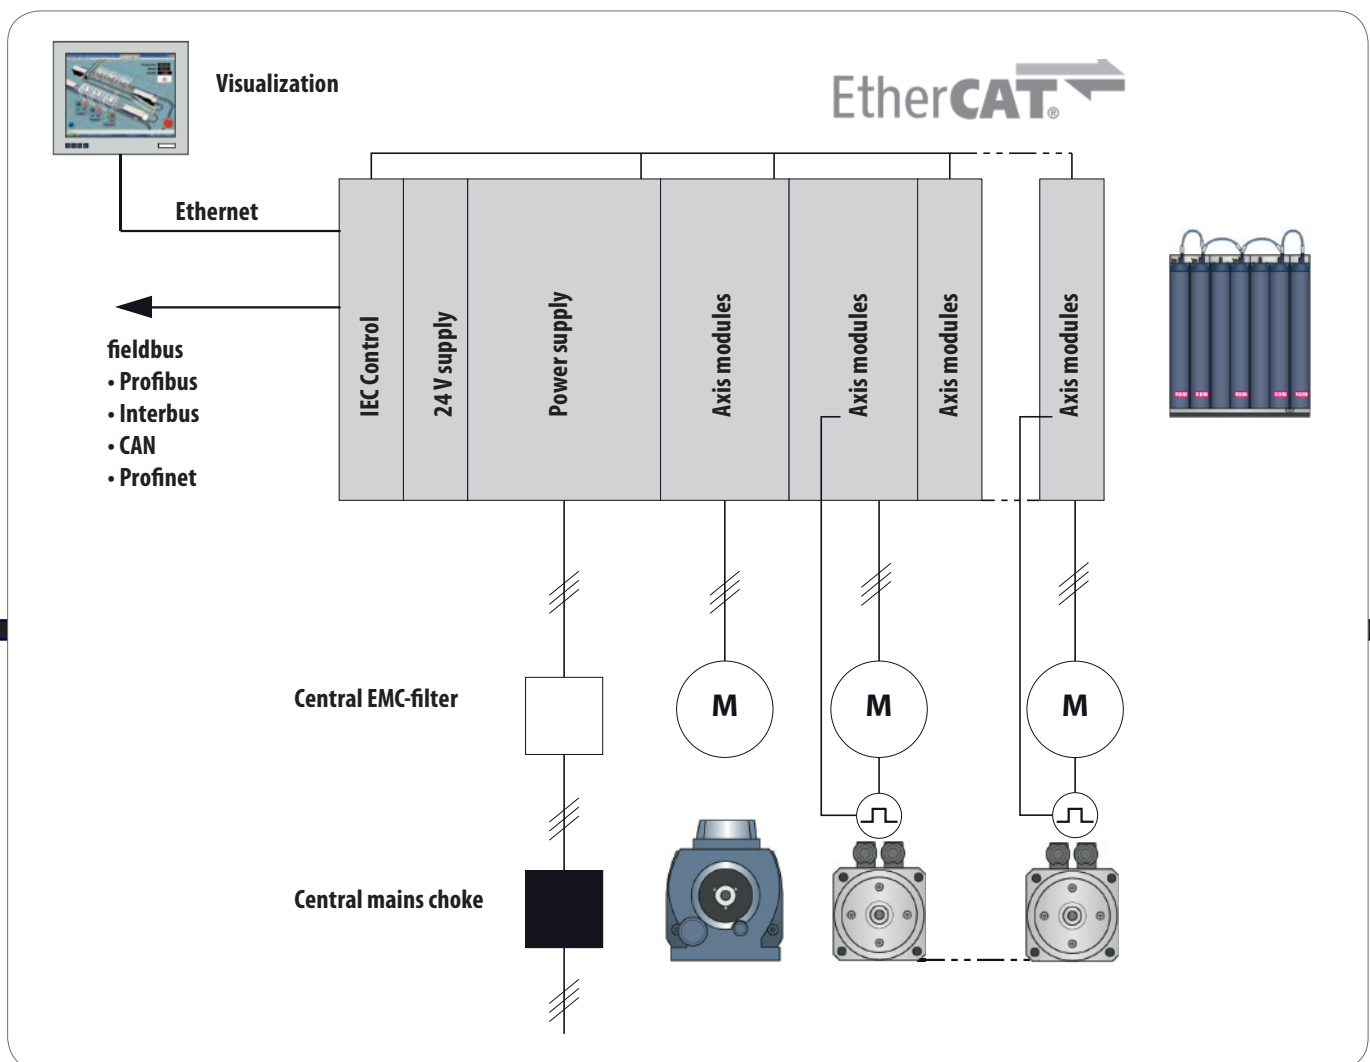 Visualization
EtherCAT®
Ethernet
fieldbus
• Profibus
• Interbus
• CAN
• Profinet
IEC Control
24 V supply
Power supply
Axis modules
Axis modules
Axis modules
Axis modules
Central EMC-filter
M
M
M
Central mains choke